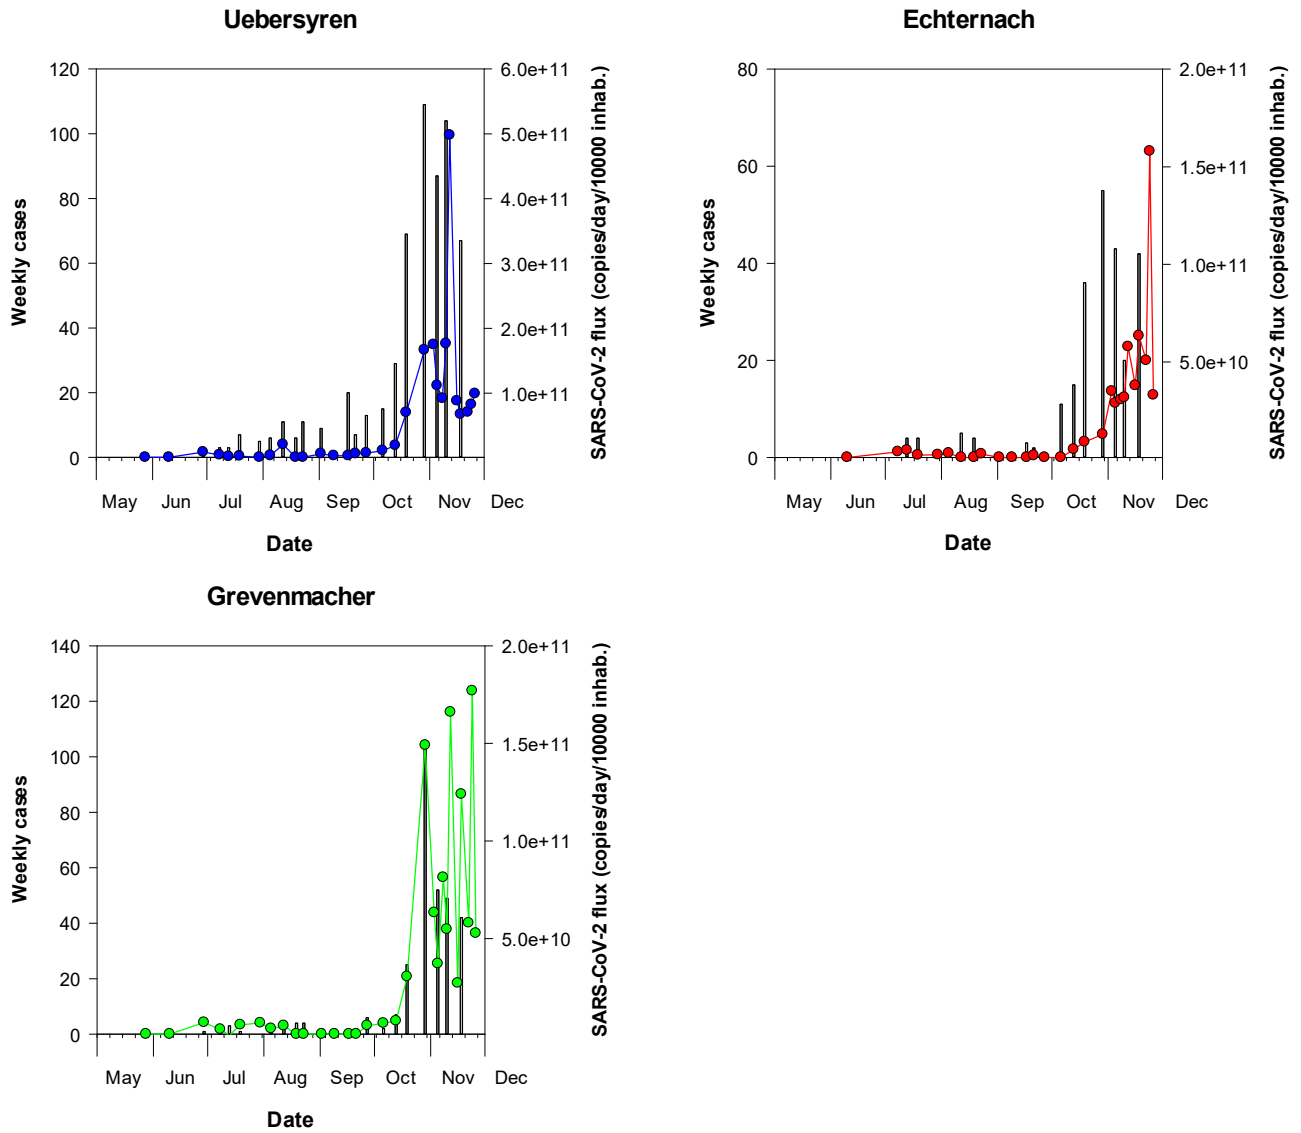 Uebersyren
Weekly cases
120
100
80
60
40
20
0
6.0e+11
5.0e+11
4.0e+11
3.0e+11
2.0e+11
1.0e+11
SARS-CoV-2 flux (copies/day/10000 inhab.)
May Jun Jul Aug Sep Oct Nov Dec
Date
Echternach
Weekly cases
80
60
40
20
0
2.0e+11
1.5e+11
1.0e+11
5.0e+10
SARS-CoV-2 flux (copies/day/10000 inhab.)
May Jun Jul Aug Sep Oct Nov Dec
Date
Grevenmacher
Weekly cases
140
120
100
80
60
40
20
0
2.0e+11
1.5e+11
1.0e+11
5.0e+10
SARS-CoV-2 flux (copies/day/10000 inhab.)
May Jun Jul Aug Sep Oct Nov Dec
Date